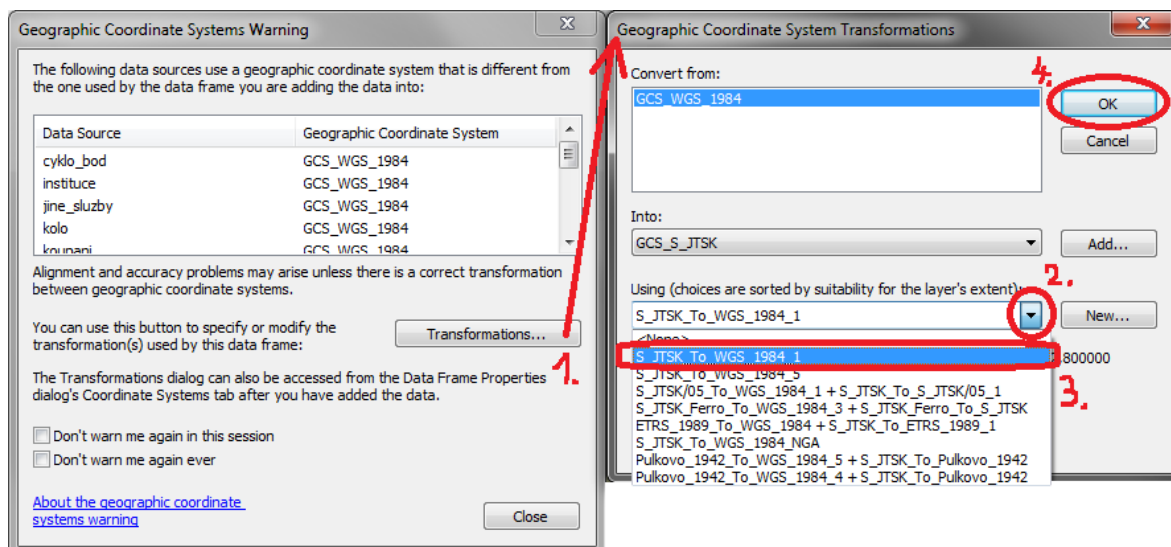 Geographic Coordinate Systems Warning
The following data sources use a geographic coordinate system that is different from
the one used by the data frame you are adding the data into:
Data Source Geographic Coordinate System
cyklo_bod GCS_WGS_1984
instituce GCS_WGS_1984
jine_sluzby GCS_WGS_1984
kolo GCS_WGS_1984
koupani GCS_WGS_1984
Alignment and accuracy problems may arise unless there is a correct transformation
between geographic coordinate systems.
You can use this button to specify or modify the
transformation(s) used by this data frame:
Transformations...
1.
The Transformations dialog can also be accessed from the Data Frame Properties
dialog's Coordinate Systems tab after you have added the data.
Don't warn me again in this session
Don't warn me again ever
About the geographic coordinate
systems warning
Close
Geographic Coordinate System Transformations
Convert from:
4.
GCS_WGS_1984
OK
Cancel
Into:
GCS_S_JTSK
Add...
2.
Using (choices are sorted by suitability for the layer's extent):
S_JTSK_To_WGS_1984_1
New...
<None>
S_JTSK_To_WGS_1984_1
.800000
3.
S_JTSK_To_WGS_1984_5
S_JTSK/05_To_WGS_1984_1 + S_JTSK_To_S_JTSK/05_1
S_JTSK_Ferro_To_WGS_1984_3 + S_JTSK_Ferro_To_S_JTSK
ETRS_1989_To_WGS_1984 + S_JTSK_To_ETRS_1989_1
S_JTSK_To_WGS_1984_NGA
Pulkovo_1942_To_WGS_1984_5 + S_JTSK_To_Pulkovo_1942
Pulkovo_1942_To_WGS_1984_4 + S_JTSK_To_Pulkovo_1942